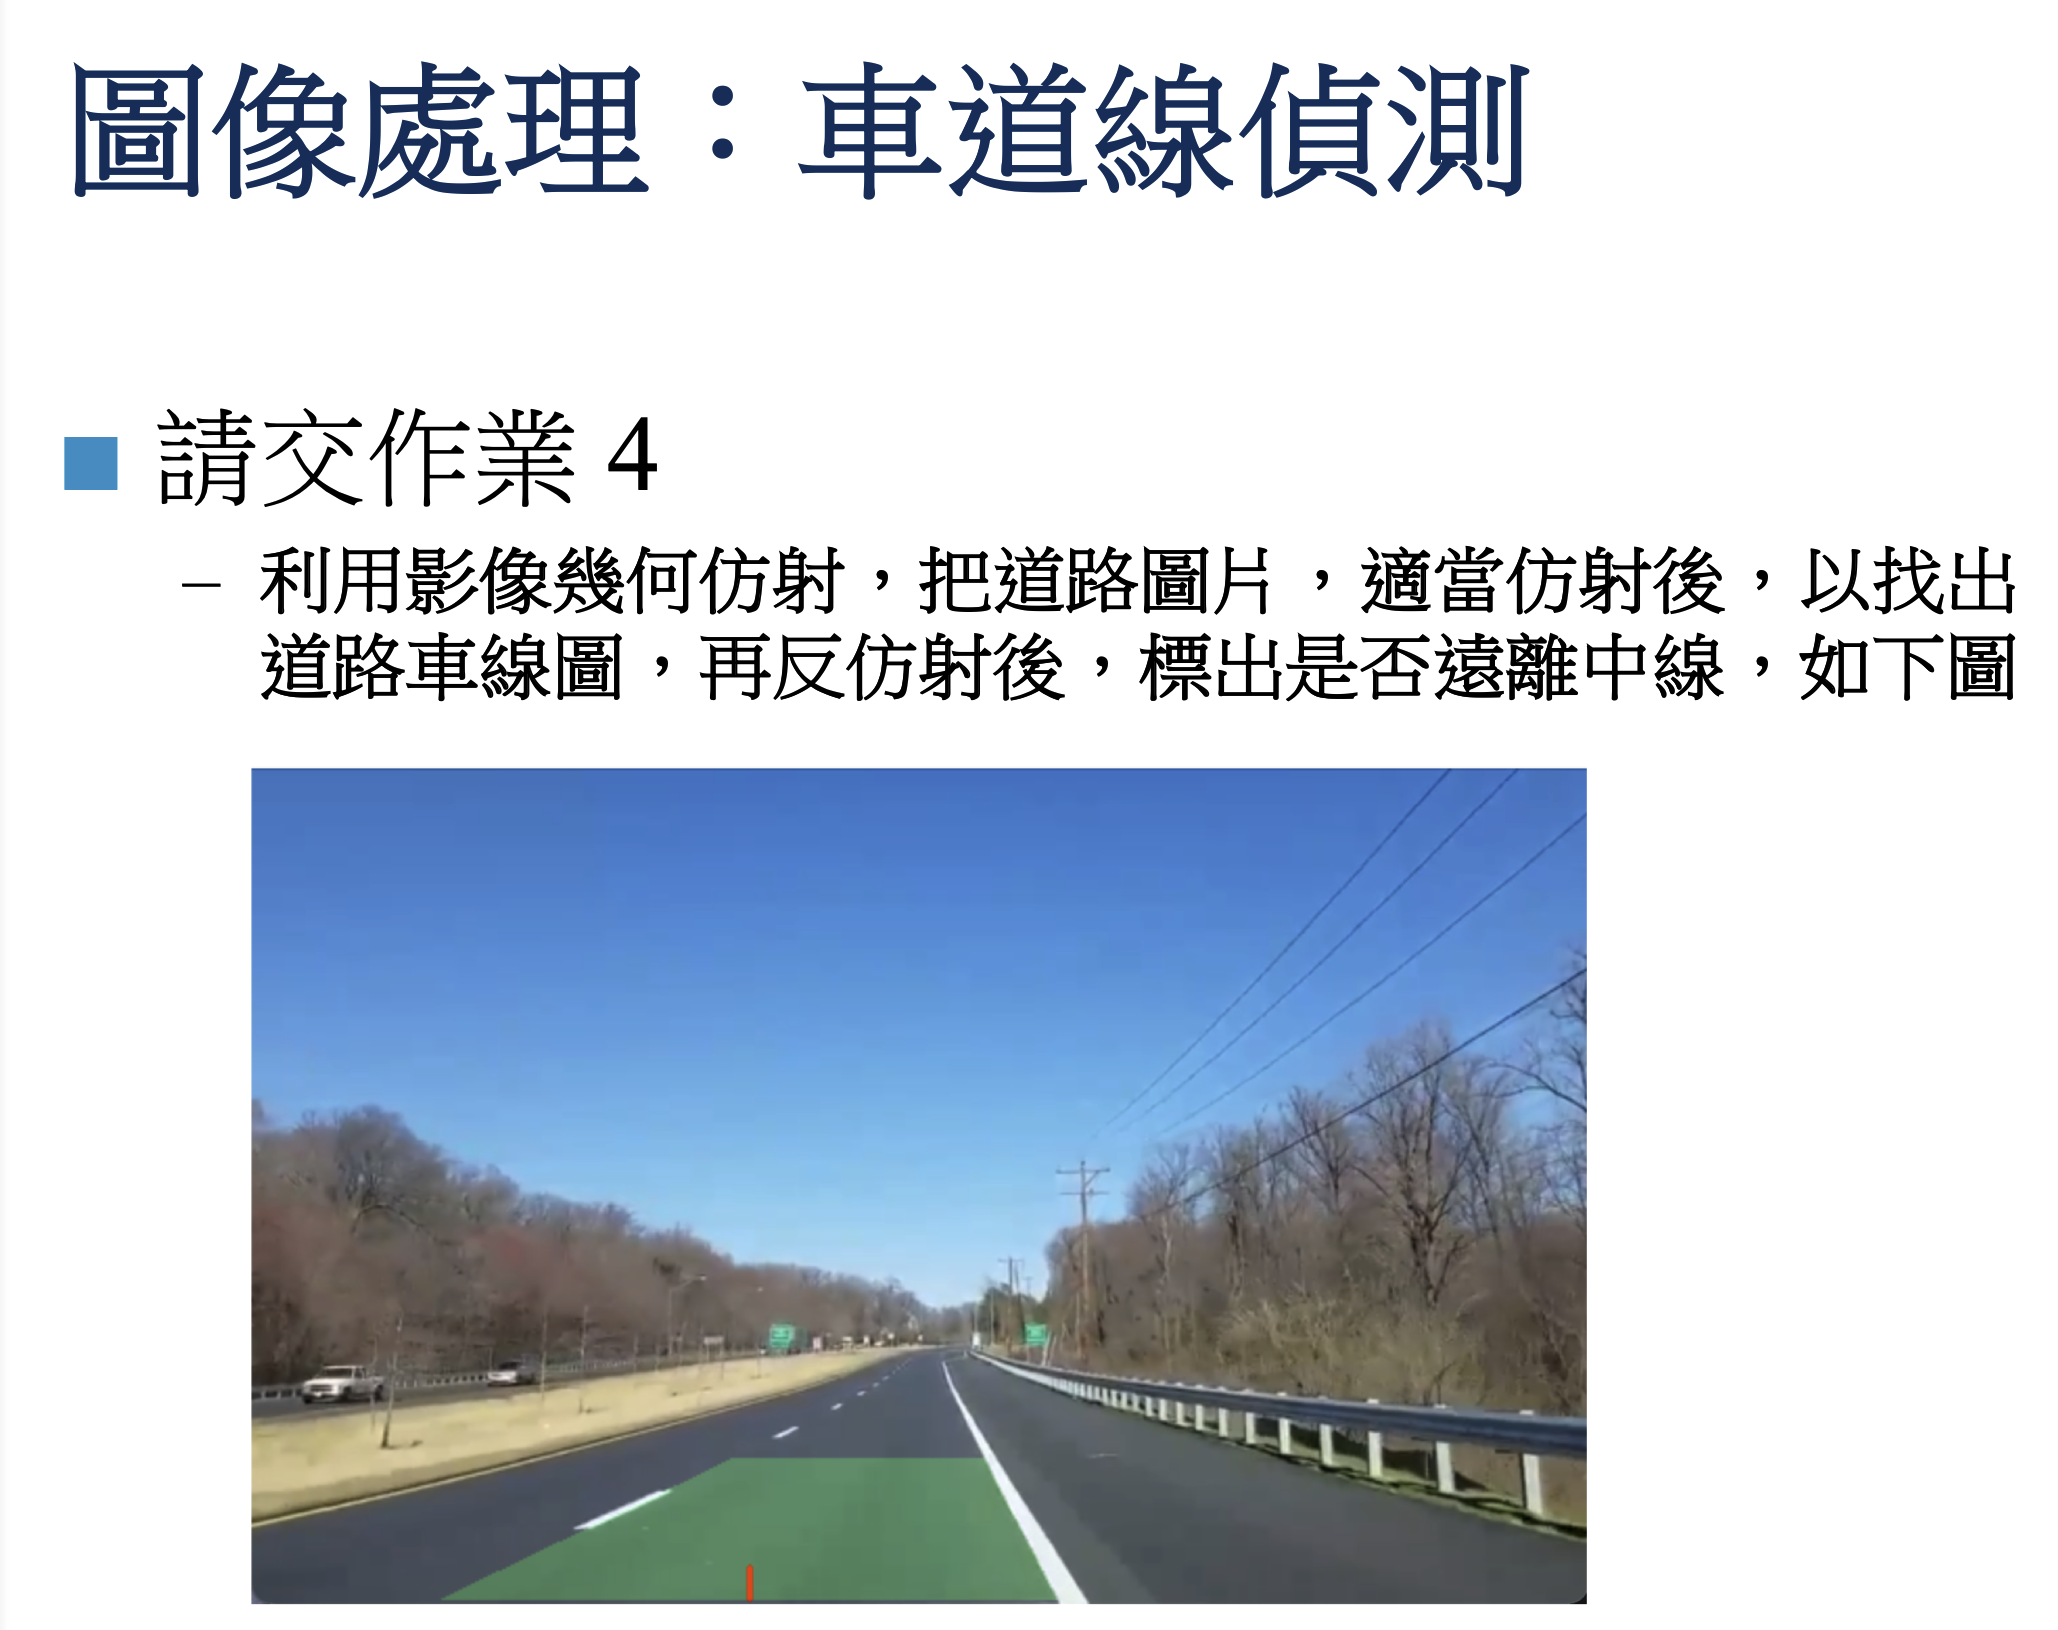 圖像處理：車道線偵測
請交作業 4
– 利用影像幾何仿射，把道路圖片，適當仿射後，以找出
道路車線圖，再反仿射後，標出是否遠離中線，如下圖